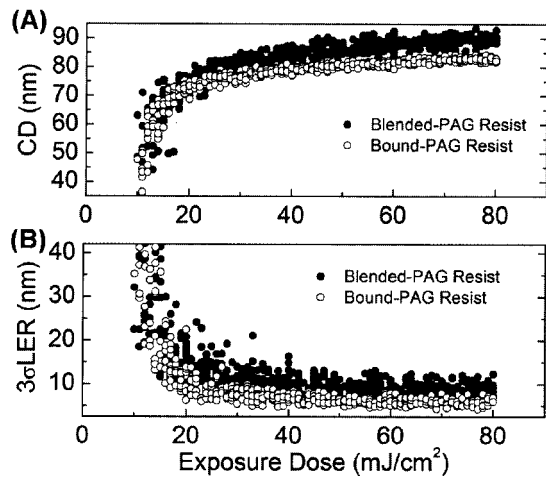 (A)
90
80
70
60
50
40
CD (nm)
Blended-PAG Resist
Bound-PAG Resist
0 20 40 60 80
(B)
40
30
20
10
3σLER (nm)
Blended-PAG Resist
Bound-PAG Resist
0 20 40 60 80
Exposure Dose (mJ/cm²)